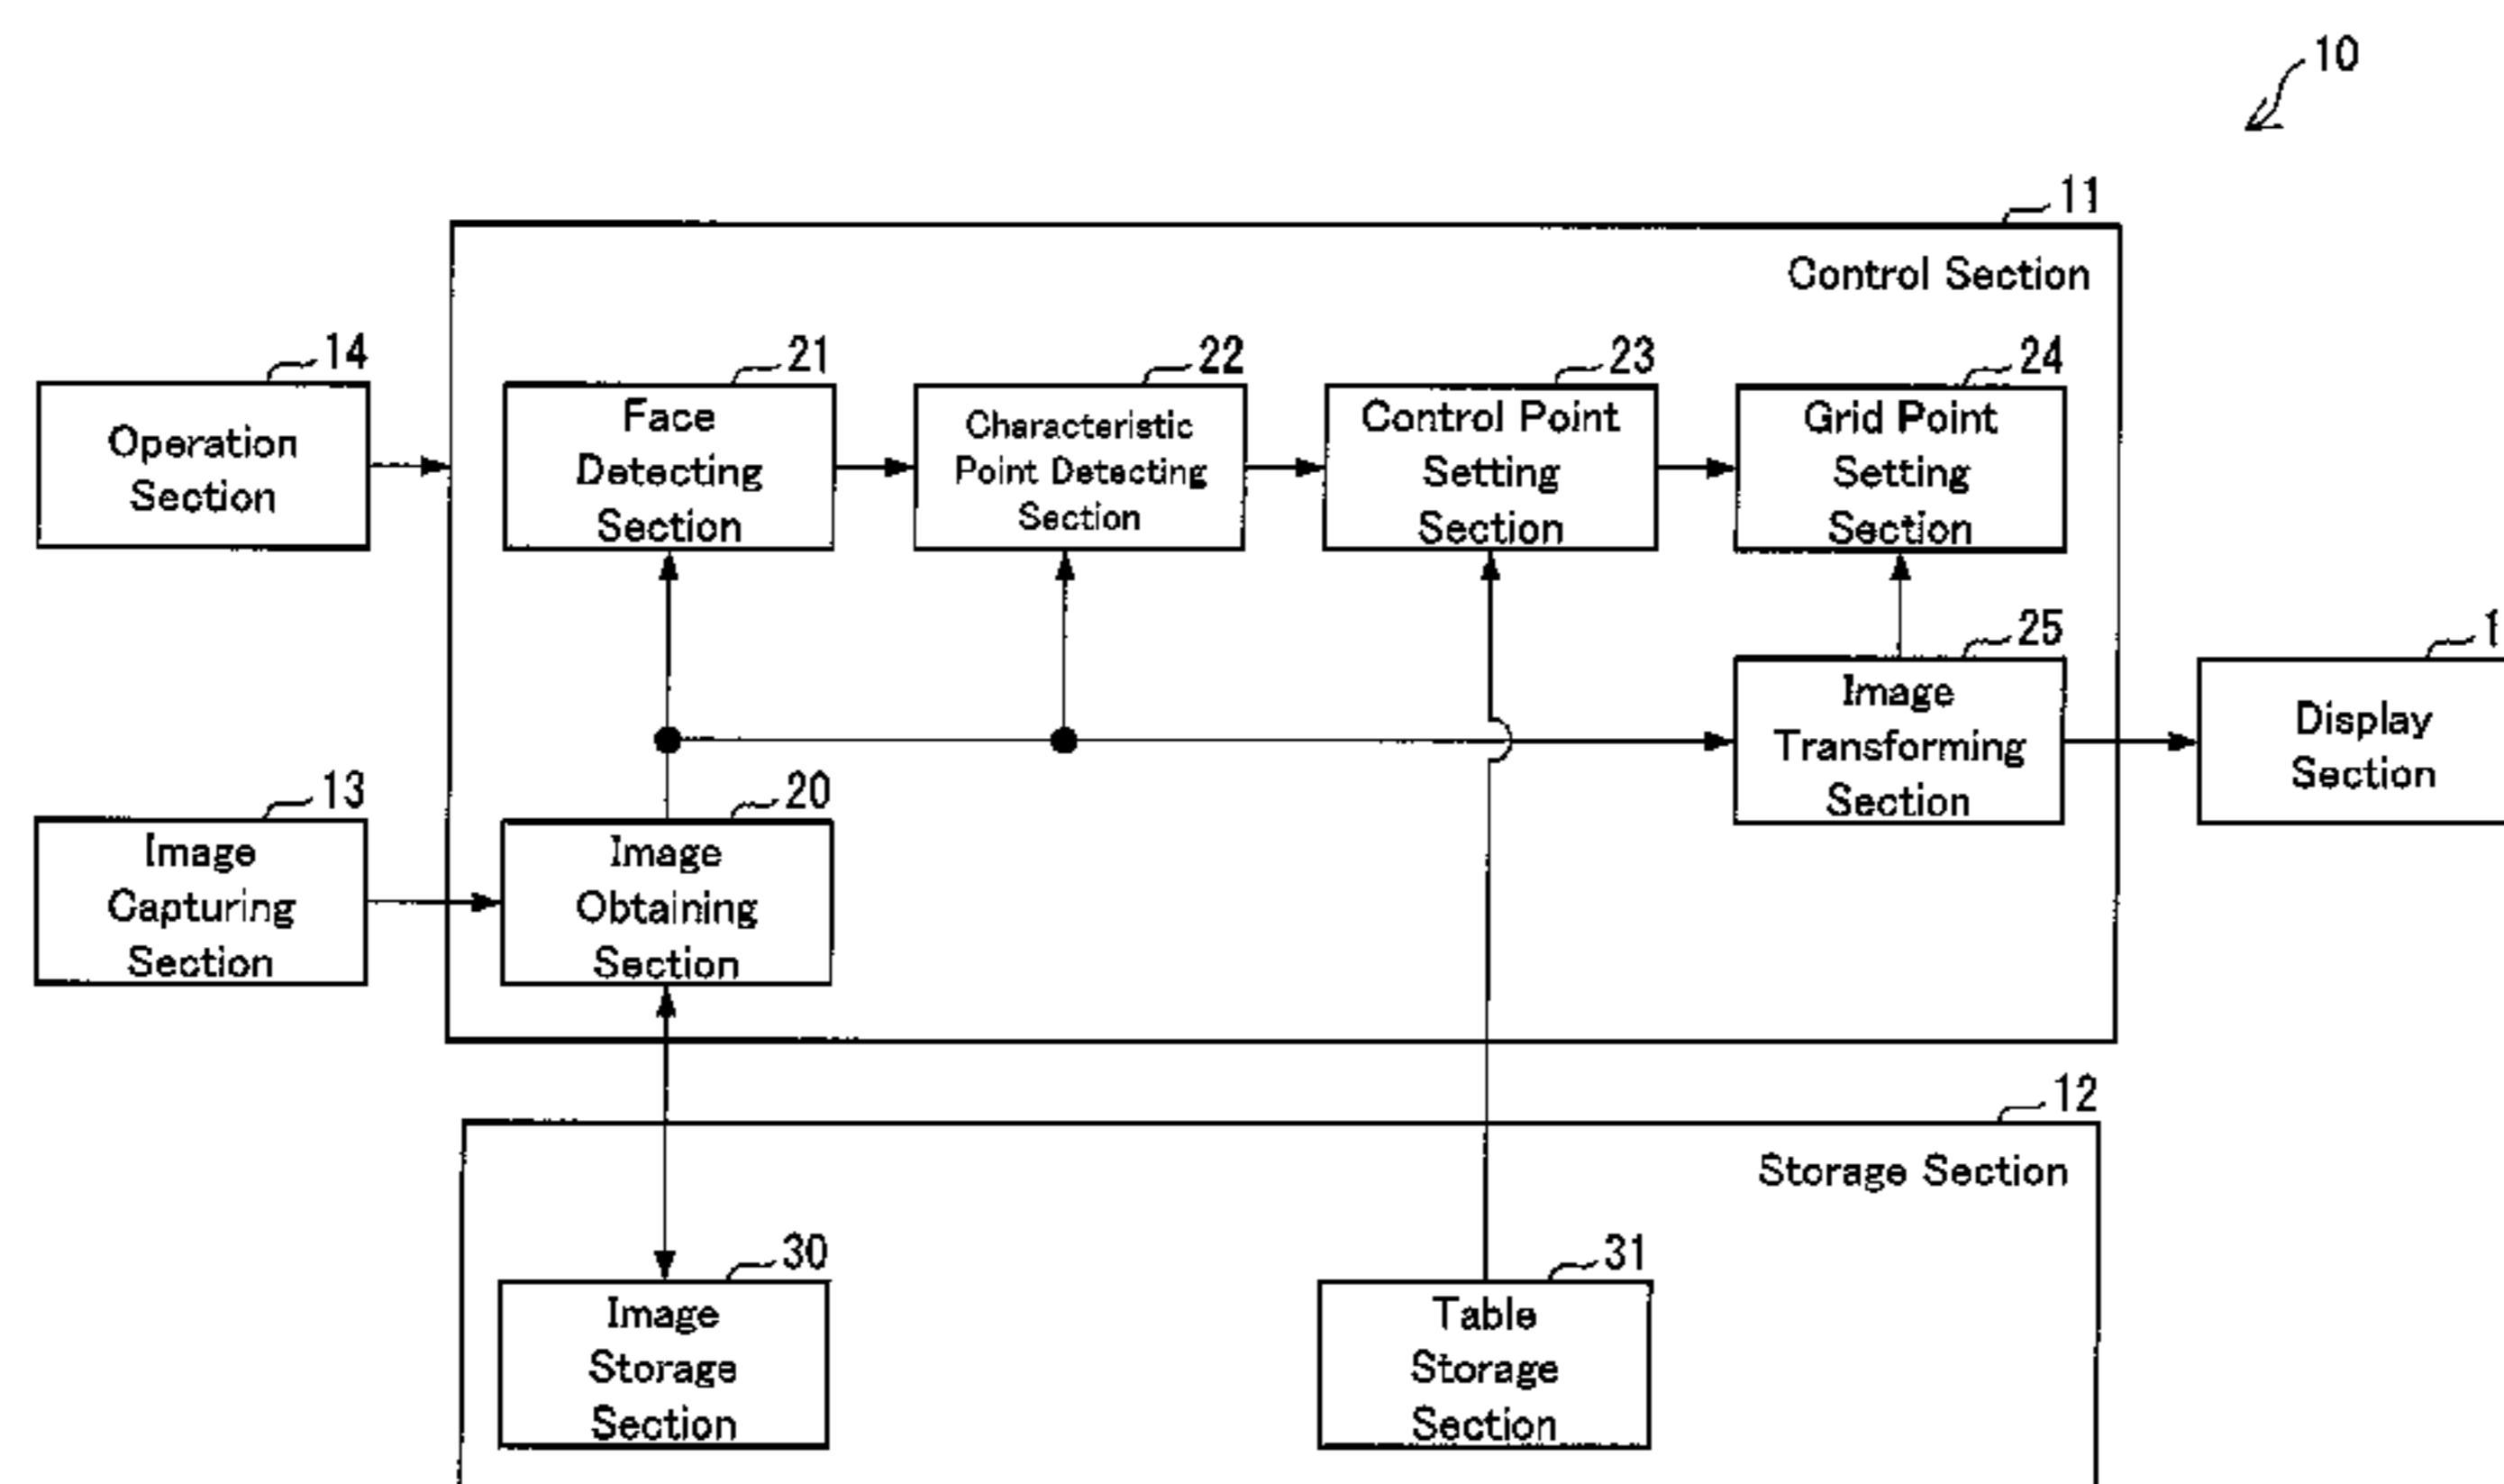 10
11
Control Section
14
Operation
Section
21
Face
Detecting
Section
22
Characteristic
Point Detecting
Section
23
Control Point
Setting
Section
24
Grid Point
Setting
Section
25
Image
Transforming
Section
1
Display
Section
13
Image
Capturing
Section
20
Image
Obtaining
Section
12
Storage Section
30
Image
Storage
Section
31
Table
Storage
Section